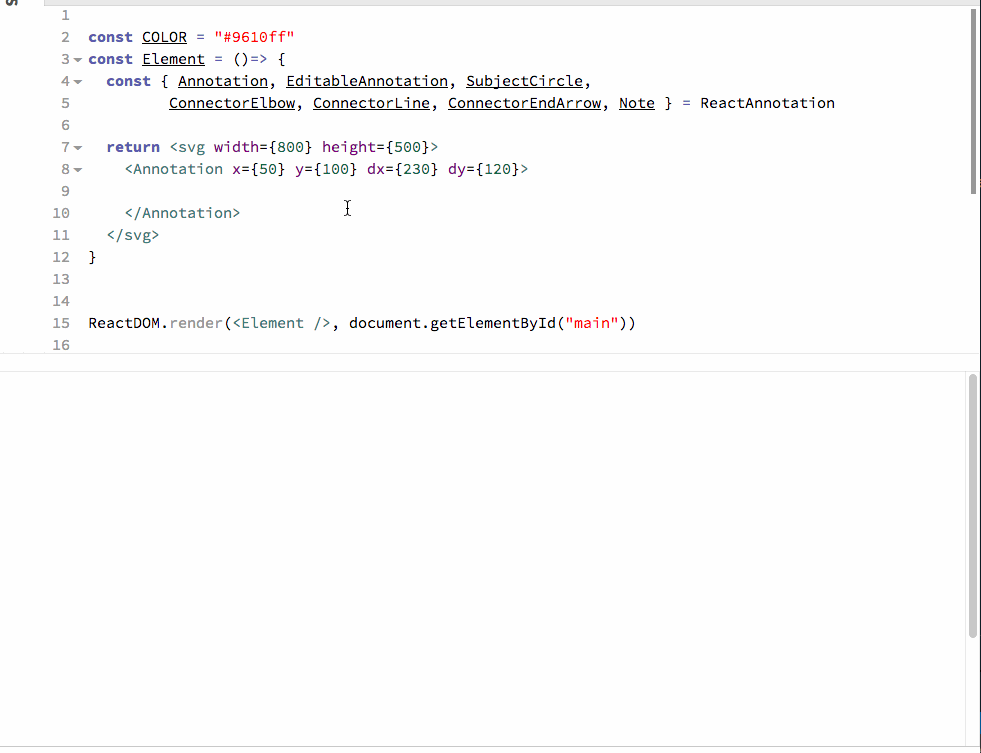 1
2 const COLOR = "#9610ff"
3 const Element = ()=> {
4 const { Annotation, EditableAnnotation, SubjectCircle,
5 ConnectorElbow, ConnectorLine, ConnectorEndArrow, Note } = ReactAnnotation
6
7 return <svg width={800} height={500}>
8 <Annotation x={50} y={100} dx={230} dy={120}>
9
10 </Annotation>
11 </svg>
12 }
13
14
15 ReactDOM.render(<Element />, document.getElementById("main"))
16